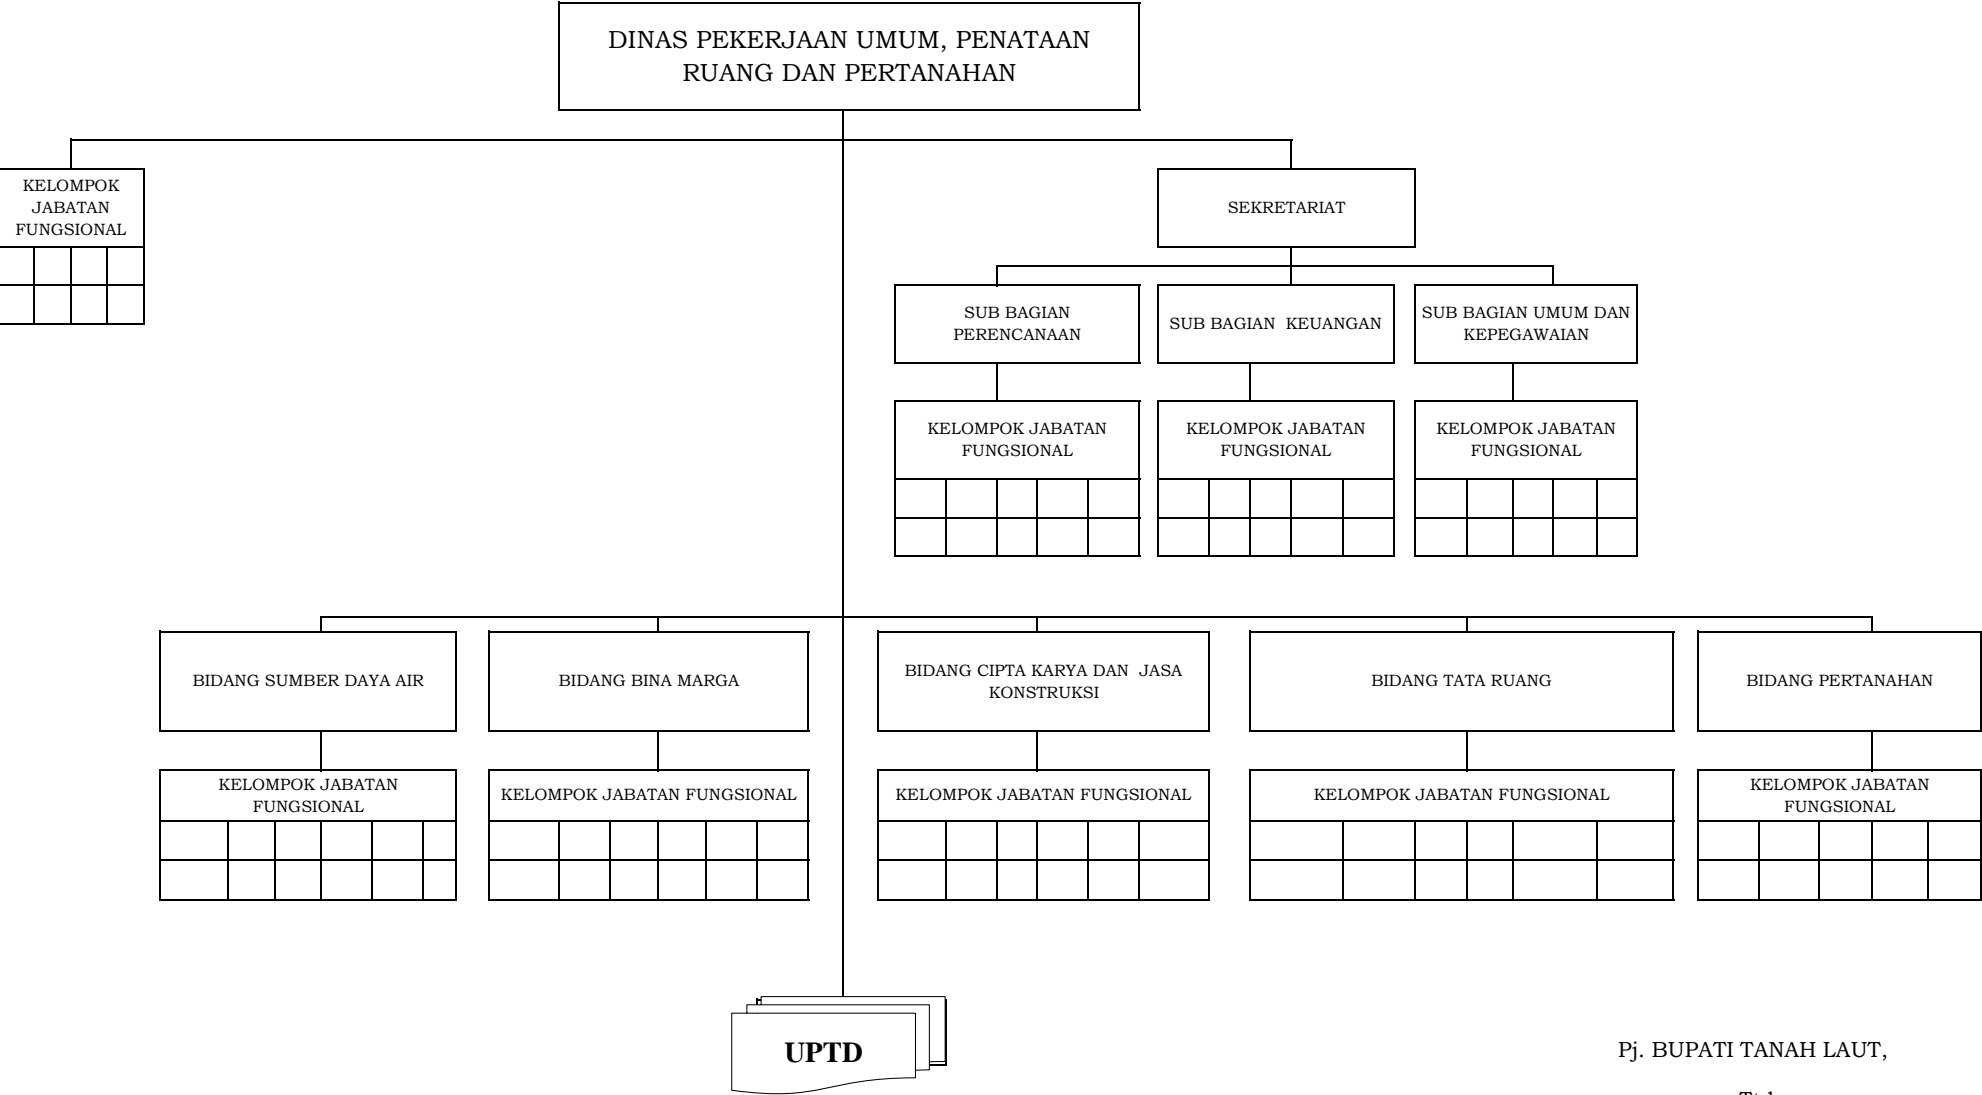 DINAS PEKERJAAN UMUM, PENATAAN
RUANG DAN PERTANAHAN
KELOMPOK
JABATAN
FUNGSIONAL
SEKRETARIAT
SUB BAGIAN
PERENCANAAN
SUB BAGIAN KEUANGAN
SUB BAGIAN UMUM DAN
KEPEGAWAIAN
KELOMPOK JABATAN
FUNGSIONAL
KELOMPOK JABATAN
FUNGSIONAL
KELOMPOK JABATAN
FUNGSIONAL
BIDANG SUMBER DAYA AIR
BIDANG BINA MARGA
BIDANG CIPTA KARYA DAN JASA
KONSTRUKSI
BIDANG TATA RUANG
BIDANG PERTANAHAN
KELOMPOK JABATAN
FUNGSIONAL
KELOMPOK JABATAN FUNGSIONAL
KELOMPOK JABATAN FUNGSIONAL
KELOMPOK JABATAN FUNGSIONAL
KELOMPOK JABATAN
FUNGSIONAL
UPTD
Pj. BUPATI TANAH LAUT,